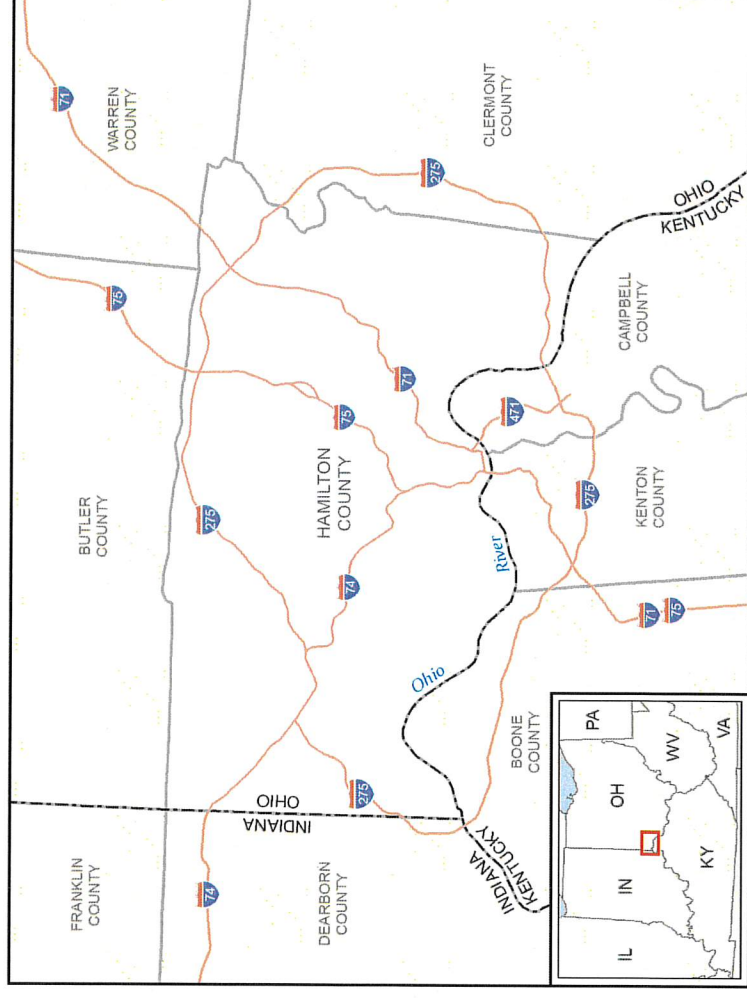 FRANKLIN
COUNTY
BUTLER
COUNTY
WARREN
COUNTY
71
75
74
275
INDIANA
OHIO
DEARBORN
COUNTY
275
74
HAMILTON
COUNTY
75
71
275
CLERMONT
COUNTY
Ohio
River
471
INDIANA
KENTUCKY
BOONE
COUNTY
275
KENTON
COUNTY
CAMPBELL
COUNTY
OHIO
KENTUCKY
71
75
IL
IN
OH
PA
WV
KY
VA